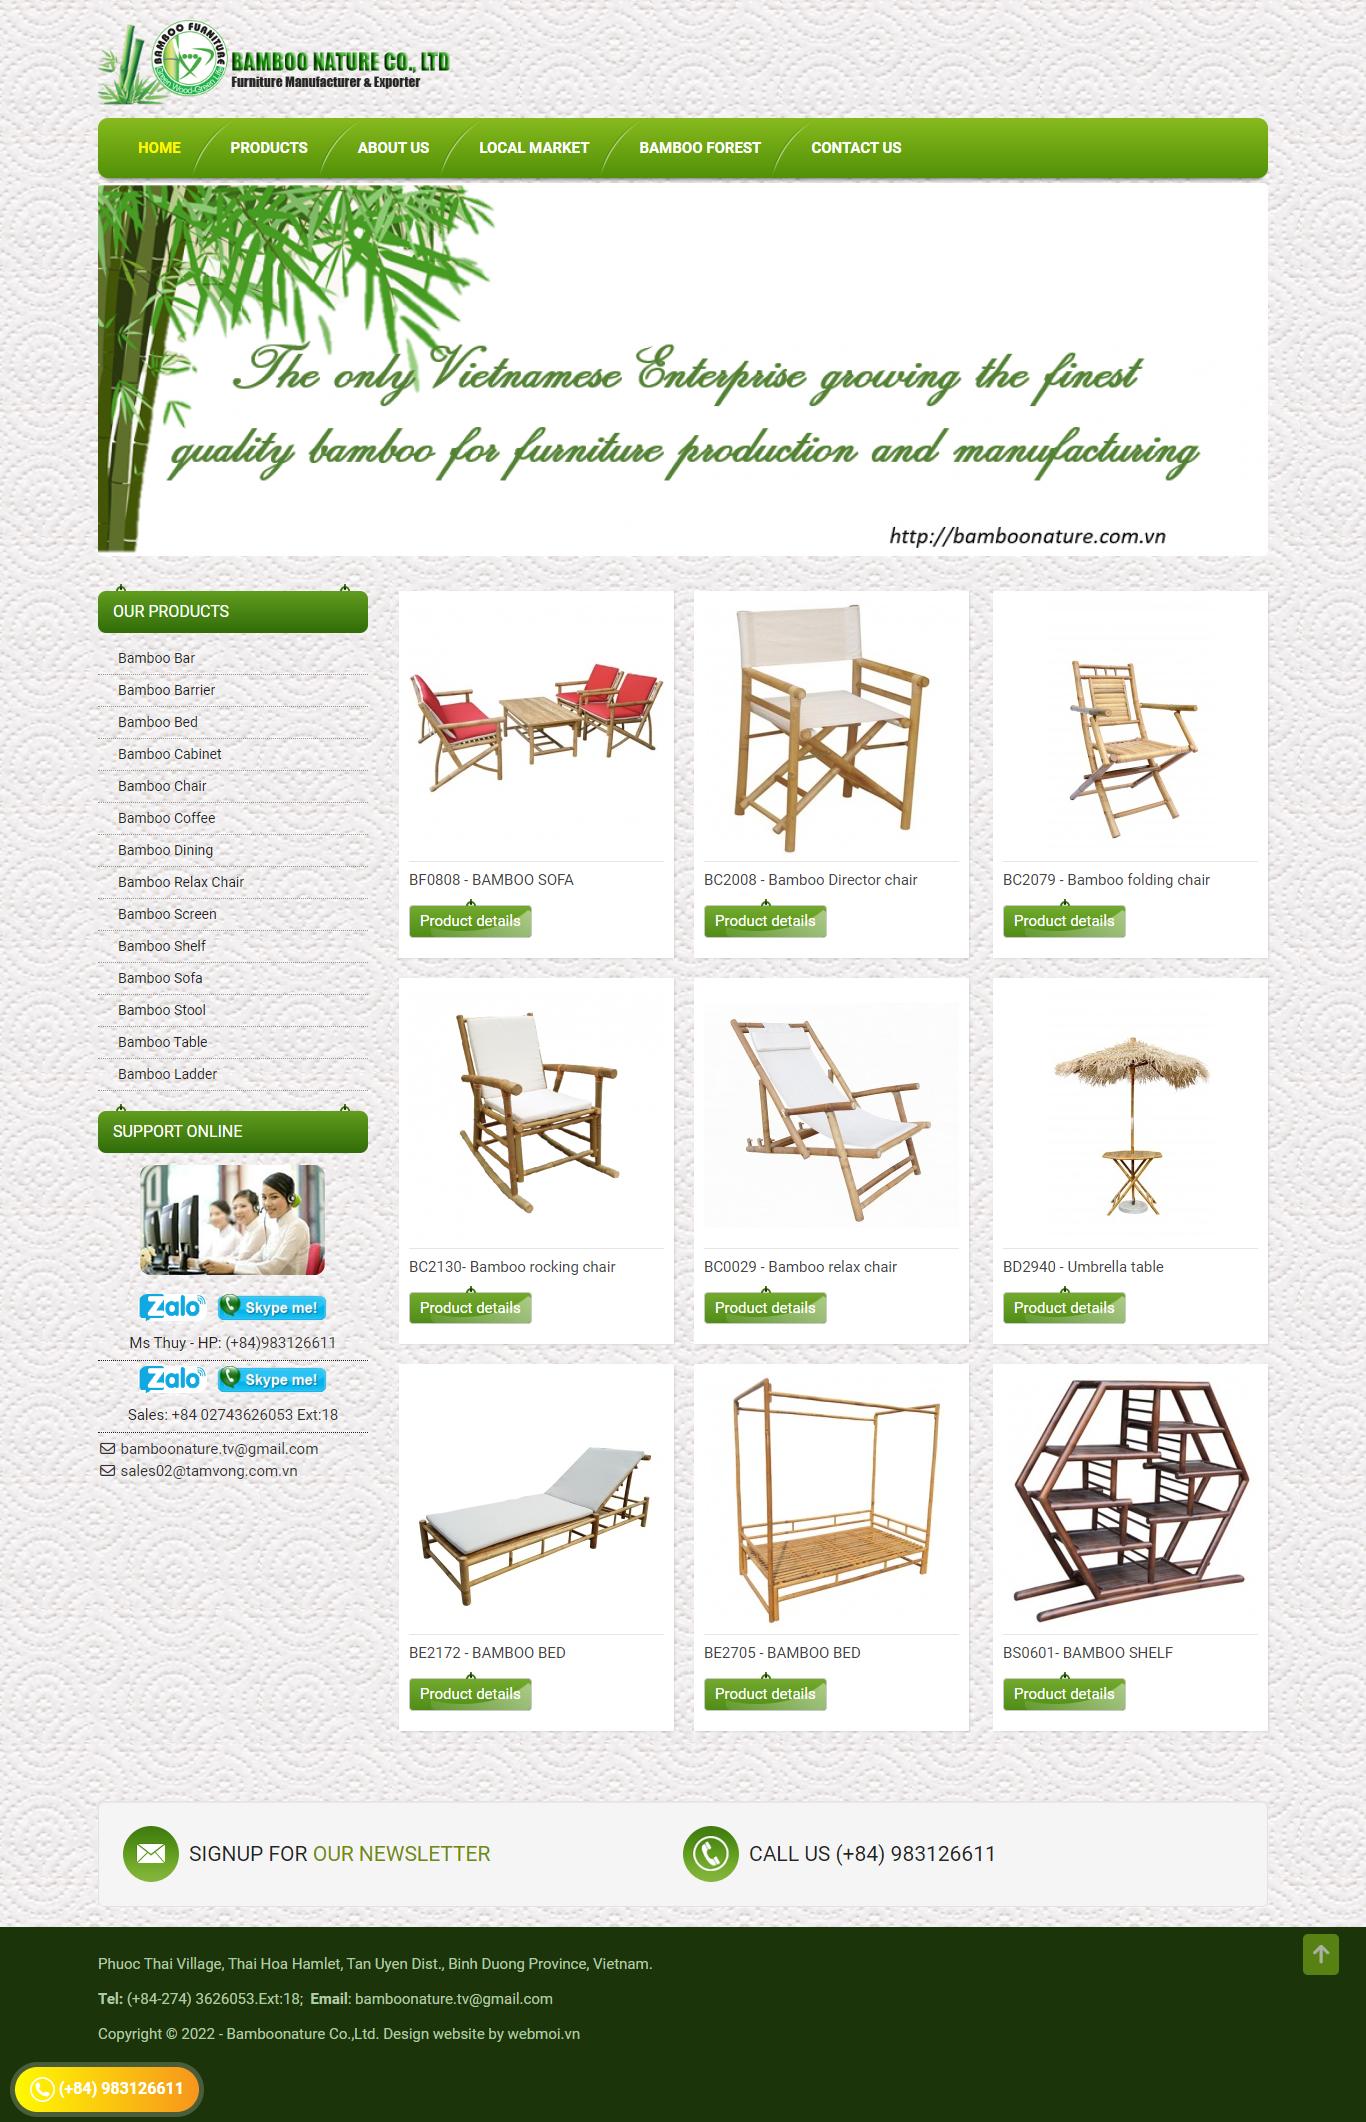 BAMBOO FURNITURE
Green Wood-Green Life
BAMBOO NATURE CO., LTD
Furniture Manufacturer & Exporter
HOME
PRODUCTS
ABOUT US
LOCAL MARKET
BAMBOO FOREST
CONTACT US
The only Vietnamese Enterprise growing the finest
quality bamboo for furniture production and manufacturing
http://bamboonature.com.vn
OUR PRODUCTS
Bamboo Bar
Bamboo Barrier
Bamboo Bed
Bamboo Cabinet
Bamboo Chair
Bamboo Coffee
Bamboo Dining
Bamboo Relax Chair
Bamboo Screen
Bamboo Shelf
Bamboo Sofa
Bamboo Stool
Bamboo Table
Bamboo Ladder
SUPPORT ONLINE
Zalo Skype me!
Ms Thuy - HP: (+84)983126611
Zalo Skype me!
Sales: +84 02743626053 Ext:18
bamboonature.tv@gmail.com
sales02@tamvong.com.vn
BF0808 - BAMBOO SOFA
Product details
BC2008 - Bamboo Director chair
Product details
BC2079 - Bamboo folding chair
Product details
BC2130- Bamboo rocking chair
Product details
BC0029 - Bamboo relax chair
Product details
BD2940 - Umbrella table
Product details
BE2172 - BAMBOO BED
Product details
BE2705 - BAMBOO BED
Product details
BS0601- BAMBOO SHELF
Product details
SIGNUP FOR OUR NEWSLETTER
CALL US (+84) 983126611
Phuoc Thai Village, Thai Hoa Hamlet, Tan Uyen Dist., Binh Duong Province, Vietnam.
Tel: (+84-274) 3626053.Ext:18; Email: bamboonature.tv@gmail.com
Copyright © 2022 - Bamboonature Co.,Ltd. Design website by webmoi.vn
(+84) 983126611